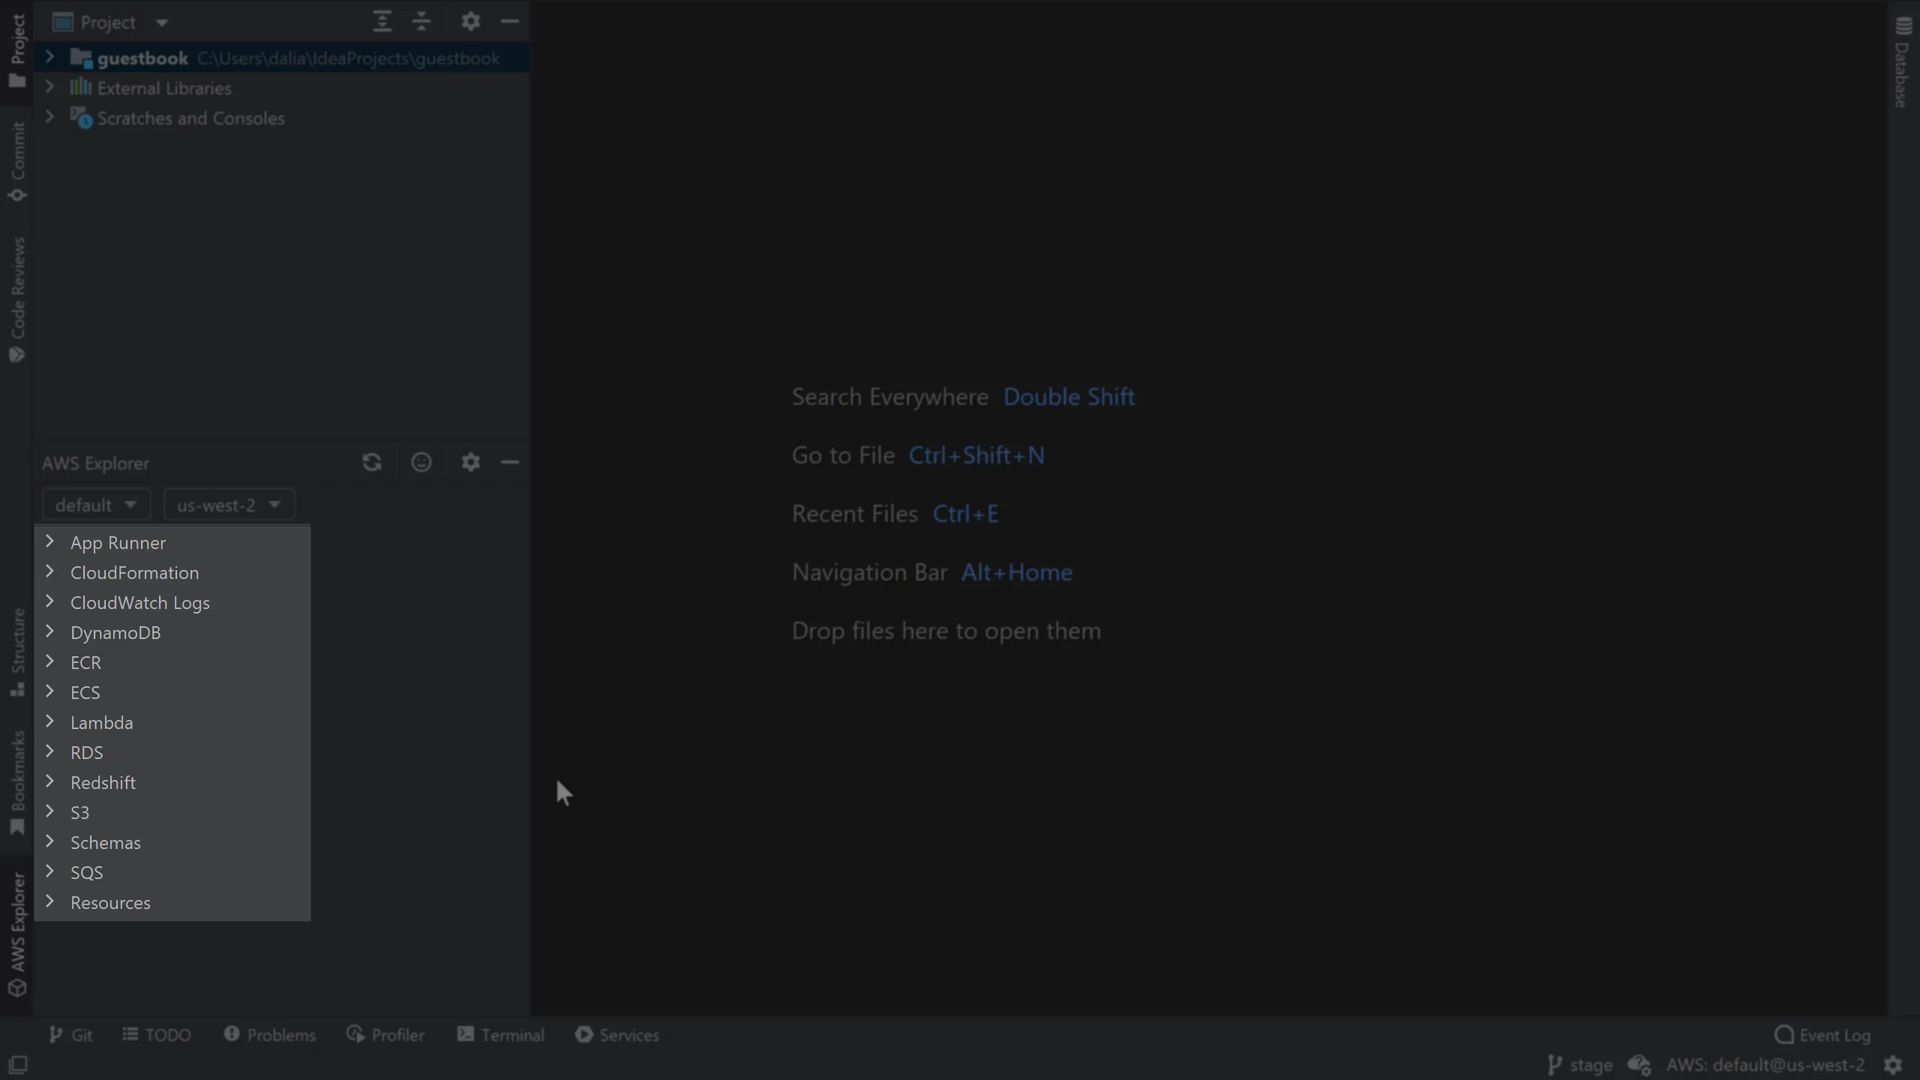 Project
guestbook C:\Users\dalia\IdeaProjects\guestbook
External Libraries
Scratches and Consoles
Project
Commit
Code Reviews
Structure
Bookmarks
AWS Explorer
AWS Explorer
default
us-west-2
App Runner
CloudFormation
CloudWatch Logs
DynamoDB
ECR
ECS
Lambda
RDS
Redshift
S3
Schemas
SQS
Resources
Search Everywhere Double Shift
Go to File Ctrl+Shift+N
Recent Files Ctrl+E
Navigation Bar Alt+Home
Drop files here to open them
Database
Git TODO Problems Profiler Terminal Services Event Log
stage AWS: default@us-west-2